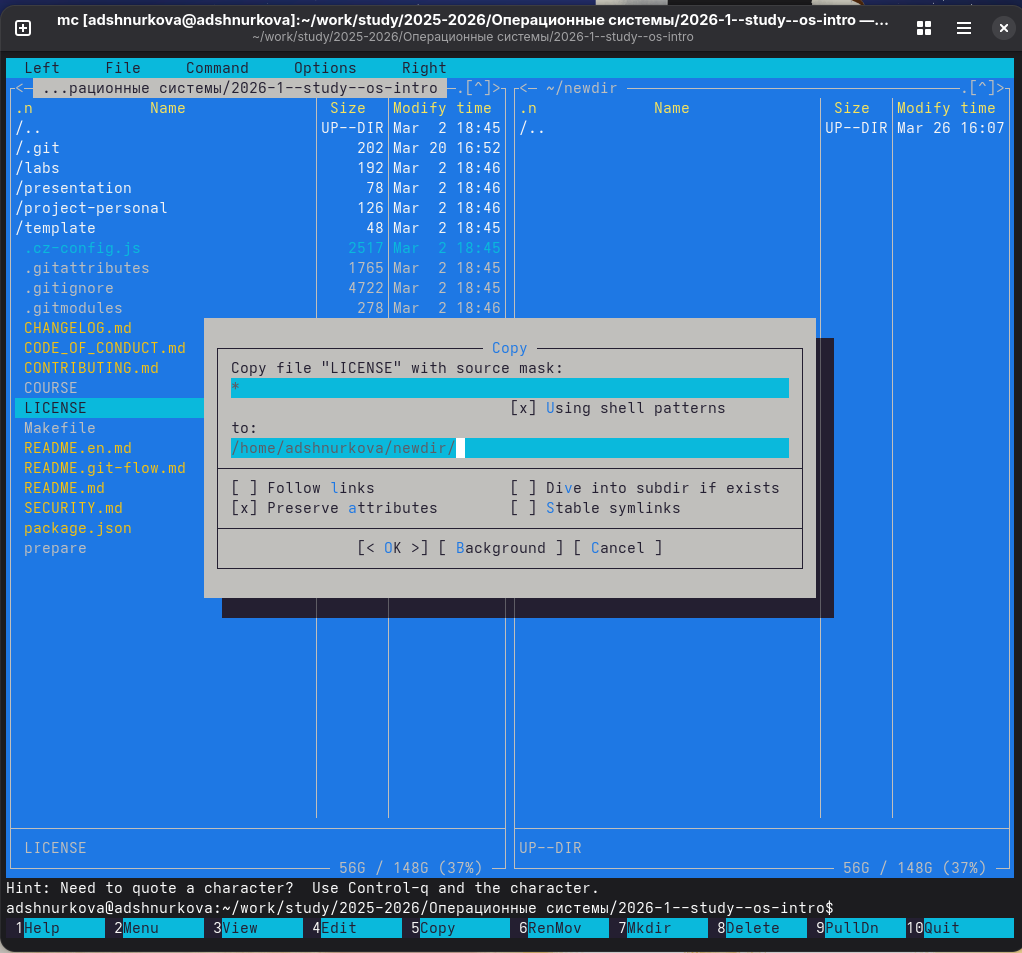 mc [adshnurkova@adshnurkova]:~/work/study/2025-2026/Операционные системы/2026-1--study--os-intro —...
~/work/study/2025-2026/Операционные системы/2026-1--study--os-intro
Left File Command Options Right
<— ...рационные системы/2026-1--study--os-intro —.[^]> <— ~/newdir —.[^]>
.n Name Size Modify time .n Name Size Modify time
/.. UP--DIR Mar 2 18:45 /.. UP--DIR Mar 26 16:07
/.git 202 Mar 20 16:52
/labs 192 Mar 2 18:46
/presentation 78 Mar 2 18:46
/project-personal 126 Mar 2 18:46
/template 48 Mar 2 18:45
.cz-config.js 2517 Mar 2 18:45
.gitattributes 1765 Mar 2 18:45
.gitignore 4722 Mar 2 18:45
.gitmodules 278 Mar 2 18:46
CHANGELOG.md
CODE_OF_CONDUCT.md
CONTRIBUTING.md
COURSE
LICENSE
Makefile
README.en.md
README.git-flow.md
README.md
SECURITY.md
package.json
prepare
Copy
Copy file "LICENSE" with source mask:
*
[x] Using shell patterns
to:
/home/adshnurkova/newdir/
[ ] Follow links [ ] Dive into subdir if exists
[x] Preserve attributes [ ] Stable symlinks
[< OK >] [ Background ] [ Cancel ]
LICENSE UP--DIR
56G / 148G (37%) 56G / 148G (37%)
Hint: Need to quote a character? Use Control-q and the character.
adshnurkova@adshnurkova:~/work/study/2025-2026/Операционные системы/2026-1--study--os-intro$
1Help 2Menu 3View 4Edit 5Copy 6RenMov 7Mkdir 8Delete 9PullDn 10Quit